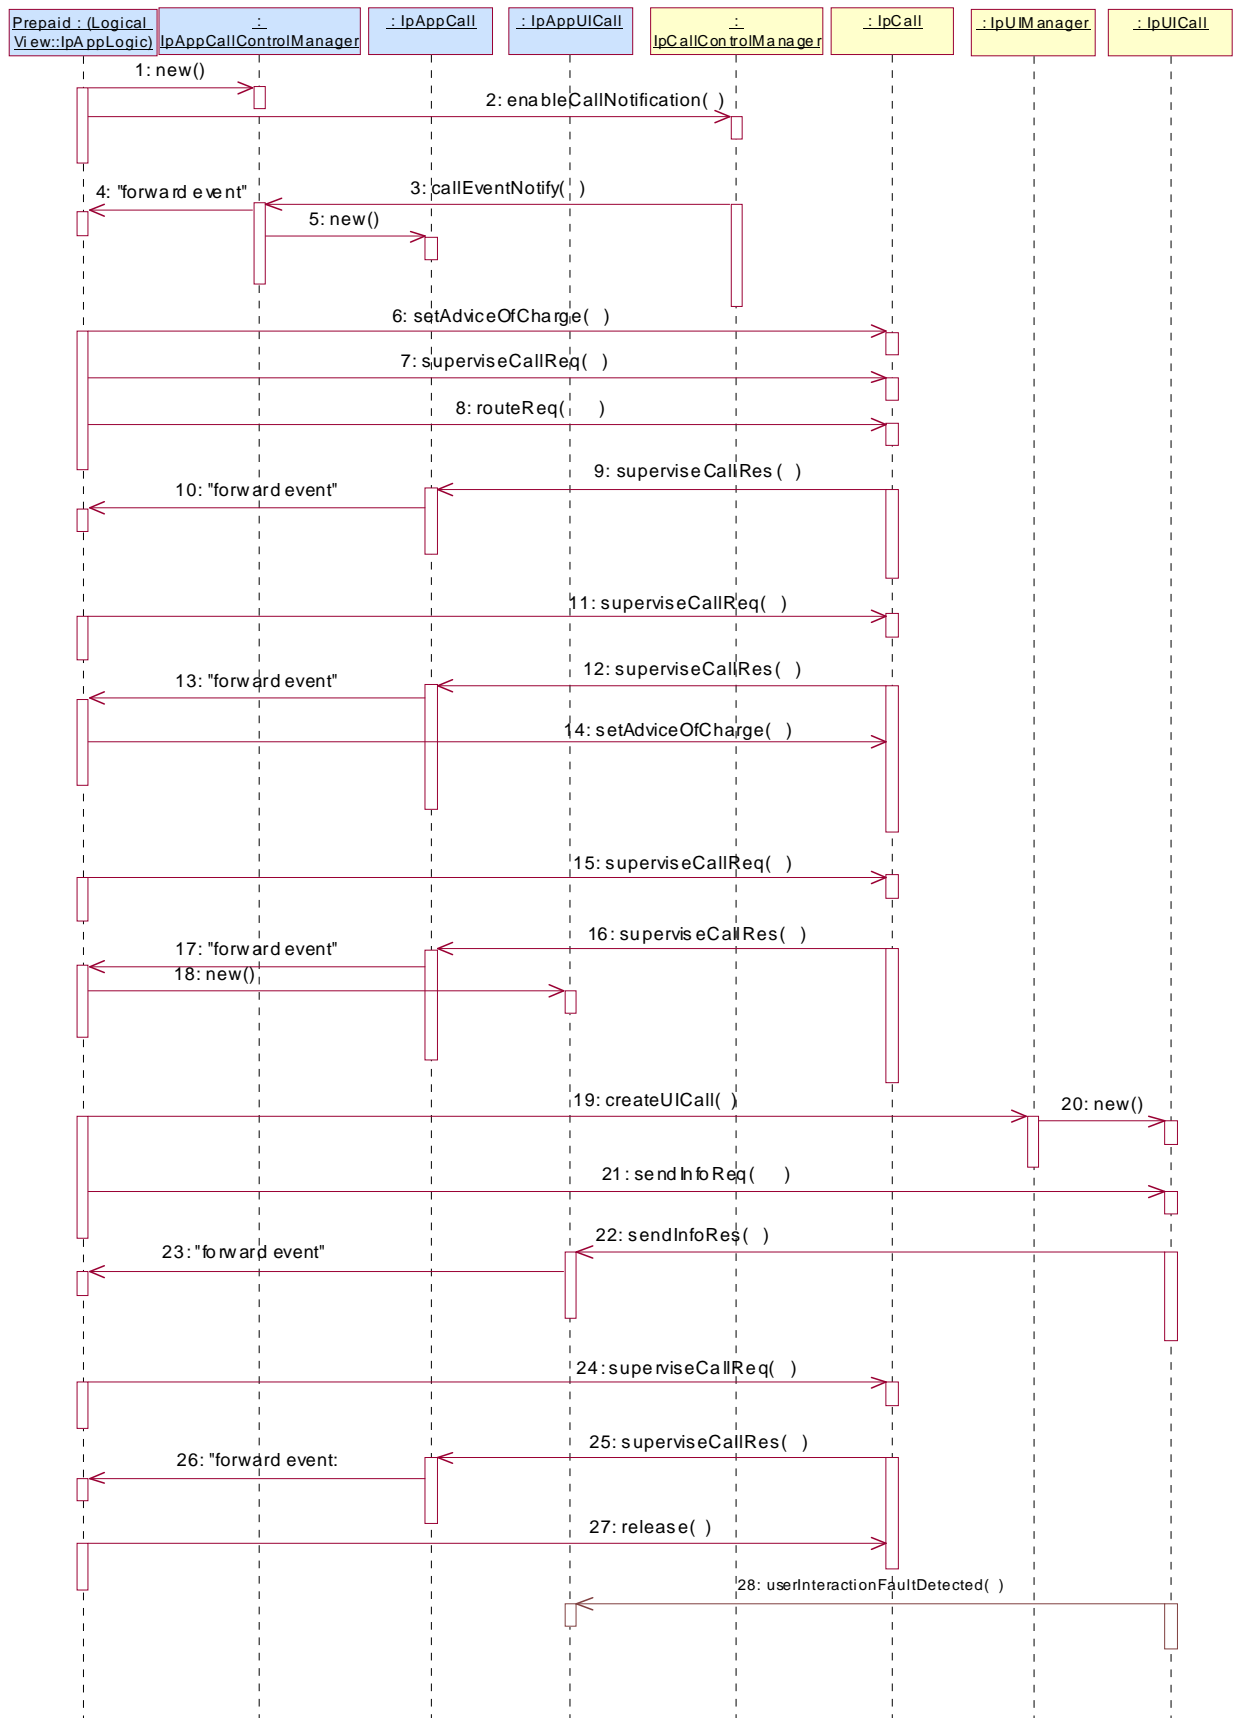 Prepaid : (Logical
View::IpAppLogic)
:
IpAppCallControlManager
: IpAppCall
: IpAppUICall
:
IpCallControlManager
: IpCall
: IpUIManager
: IpUICall
1: new()
2: enableCallNotification( )
3: callEventNotify( )
4: "forward event"
5: new()
6: setAdviceOfCharge( )
7: superviseCallReq( )
8: routeReq( )
9: superviseCallRes( )
10: "forward event"
11: superviseCallReq( )
12: superviseCallRes( )
13: "forward event"
14: setAdviceOfCharge( )
15: superviseCallReq( )
16: superviseCallRes( )
17: "forward event"
18: new()
19: createUICall( )
20: new()
21: sendInfoReq( )
22: sendInfoRes( )
23: "forward event"
24: superviseCallReq( )
25: superviseCallRes( )
26: "forward event:
27: release( )
28: userInteractionFaultDetected( )